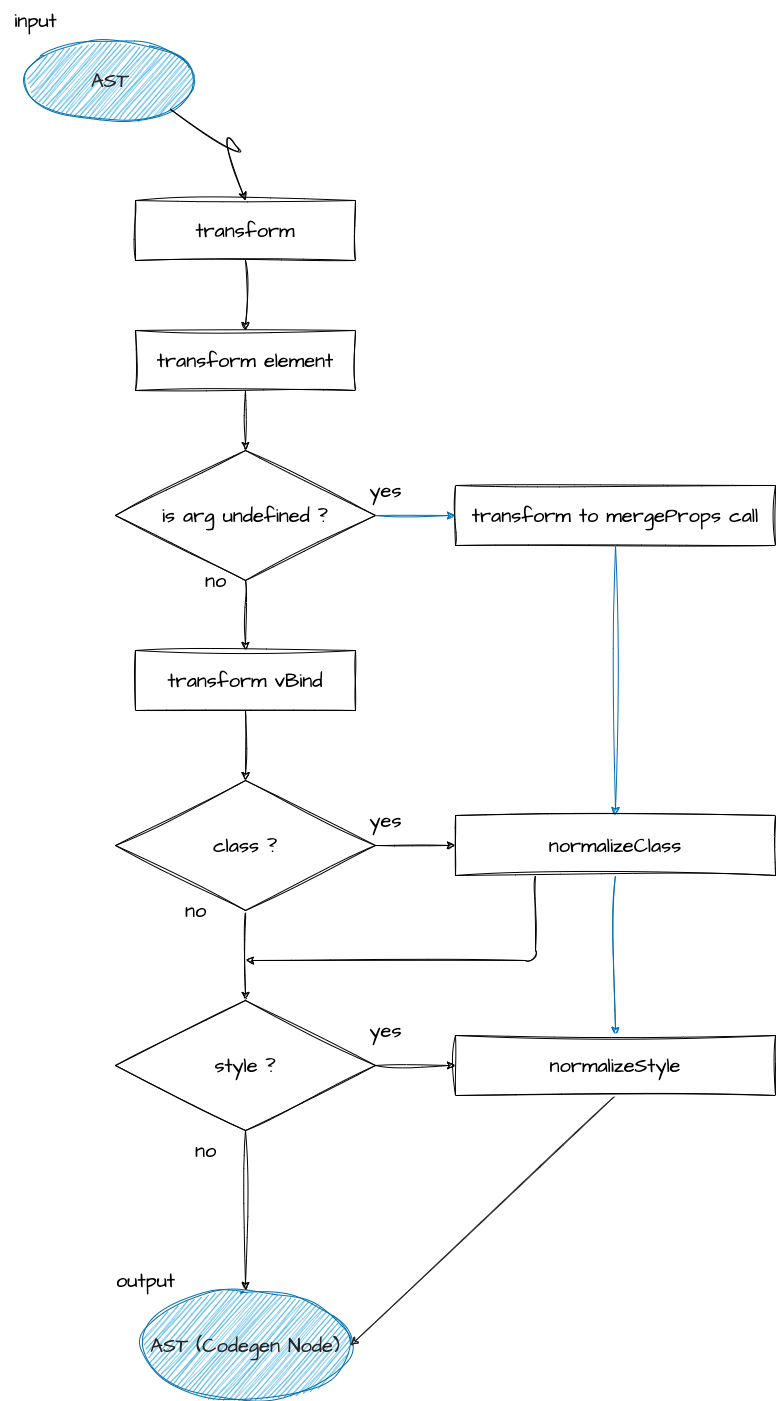 input
AST
transform
transform element
is arg undefined ?
yes
transform to mergeProps call
no
transform vBind
class ?
yes
normalizeClass
no
style ?
yes
normalizeStyle
no
output
AST (Codegen Node)